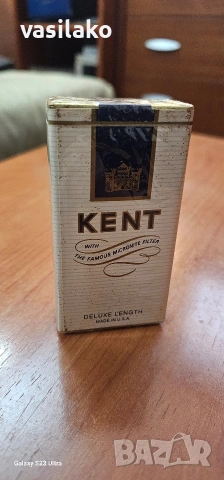 vasilako
KENT
WITH
THE FAMOUS MICRONITE FILTER
DELUXE LENGTH
MADE IN U.S.A.
Galaxy S23 Ultra
BAZAR